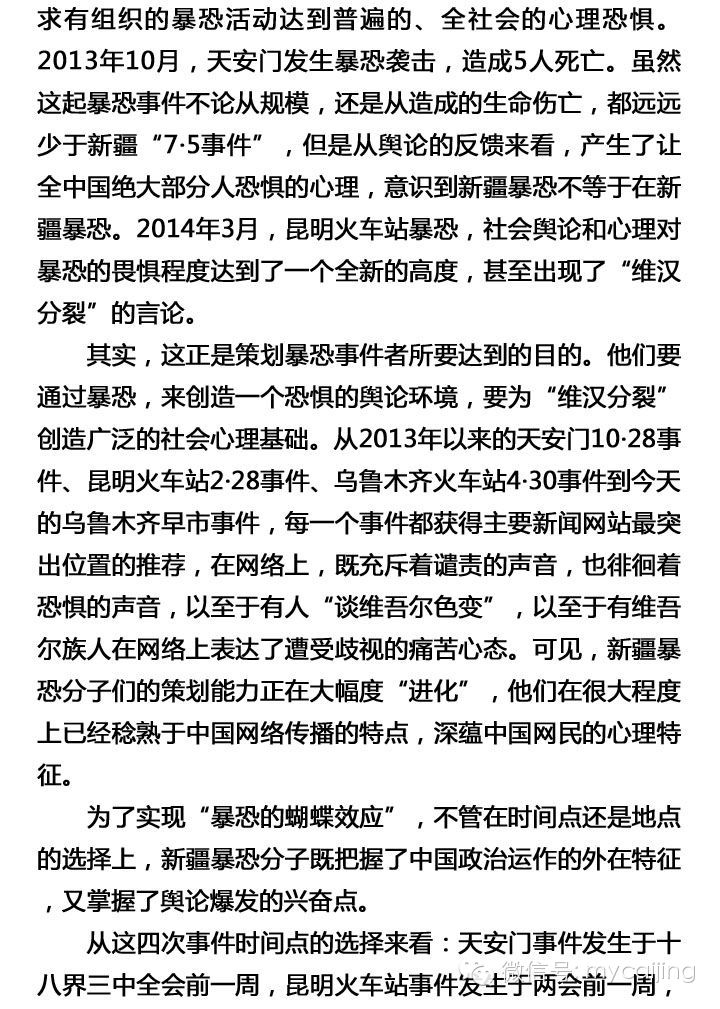 求有组织的暴恐活动达到普遍的、全社会的心理恐惧。
2013年10月，天安门发生暴恐袭击，造成5人死亡。虽然
这起暴恐事件不论从规模，还是从造成的生命伤亡，都远远
少于新疆“7·5事件”，但是从舆论的反馈来看，产生了让
全中国绝大部分人恐惧的心理，意识到新疆暴恐不等于在新
疆暴恐。2014年3月，昆明火车站暴恐，社会舆论和心理对
暴恐的畏惧程度达到了一个全新的高度，甚至出现了“维汉
分裂”的言论。
其实，这正是策划暴恐事件者所要达到的目的。他们要
通过暴恐，来创造一个恐惧的舆论环境，要为“维汉分裂”
创造广泛的社会心理基础。从2013年以来的天安门10·28事
件、昆明火车站2·28事件、乌鲁木齐火车站4·30事件到今天
的乌鲁木齐早市事件，每一个事件都获得主要新闻网站最突
出位置的推荐，在网络上，既充斥着谴责的声音，也徘徊着
恐惧的声音，以至于有人“谈维吾尔色变”，以至于有维吾
尔族人在网络上表达了遭受歧视的痛苦心态。可见，新疆暴
恐分子们的策划能力正在大幅度“进化”，他们在很大程度
上已经稔熟于中国网络传播的特点，深蕴中国网民的心理特
征。
为了实现“暴恐的蝴蝶效应”，不管在时间点还是地点
的选择上，新疆暴恐分子既把握了中国政治运作的外在特征
，又掌握了舆论爆发的兴奋点。
从这四次事件时间点的选择来看：天安门事件发生于十
八界三中全会前一周，昆明火车站事件发生于两会前一周，
微信号: mycaijing